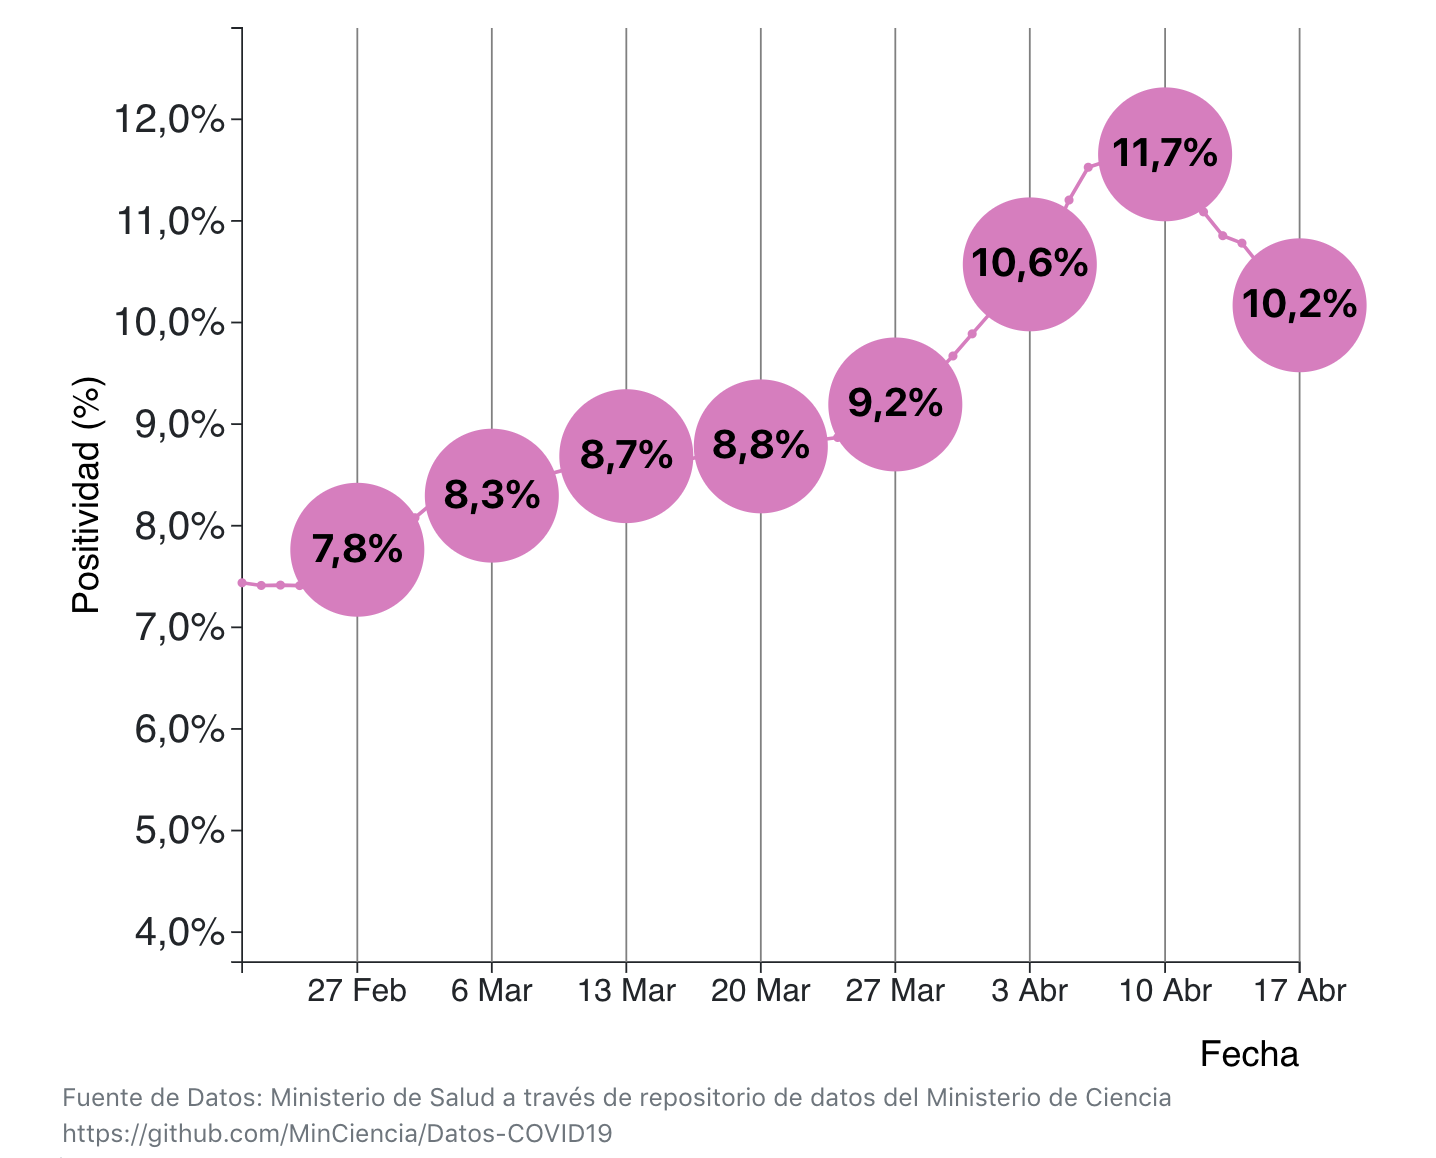 12,0%
11,0%
10,0%
9,0%
8,0%
7,0%
6,0%
5,0%
4,0%
Positividad (%)
7,8%
8,3%
8,7%
8,8%
9,2%
10,6%
11,7%
10,2%
27 Feb
6 Mar
13 Mar
20 Mar
27 Mar
3 Abr
10 Abr
17 Abr
Fecha
Fuente de Datos: Ministerio de Salud a través de repositorio de datos del Ministerio de Ciencia
https://github.com/MinCiencia/Datos-COVID19